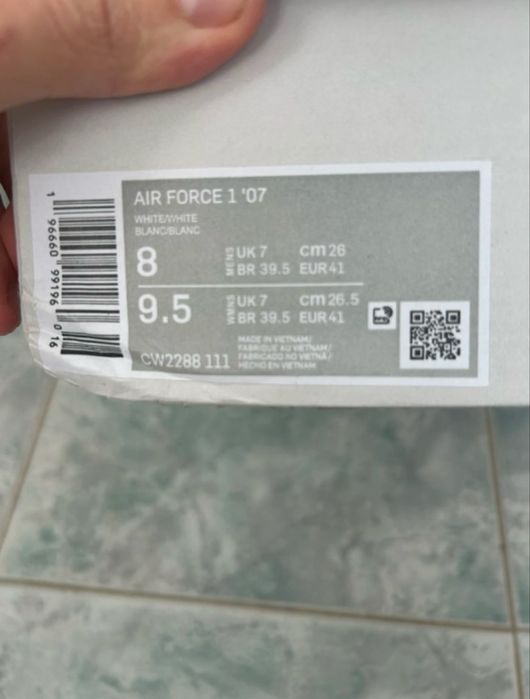 AIR FORCE 1 '07
WHITE/WHITE
BLANC/BLANC
8 MENS UK 7 cm 26
BR 39.5 EUR 41
9.5 WMNS UK 7 cm 26.5
BR 39.5 EUR 41
CW2288 111
MADE IN VIETNAM/
FABRIQUE AU VIETNAM/
FABRICADO NO VIETNÃ/
HECHO EN VIETNAM